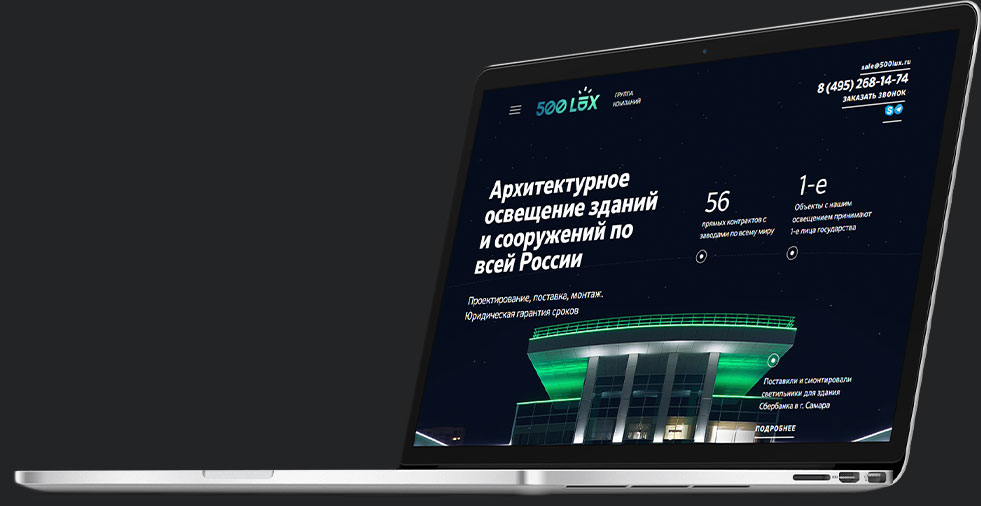 500 LUX
ГРУППА
КОМПАНИЙ
sale@500lux.ru
8 (495) 268-14-74
ЗАКАЗАТЬ ЗВОНОК
Архитектурное
освещение зданий
и сооружений по
всей России
Проектирование, поставка, монтаж.
Юридическая гарантия сроков
56
прямых контрактов с
заводами по всему миру
1-е
Объекты с нашим
освещением принимают
1-е лица государства
Поставили и смонтировали
светильники для здания
Сбербанка в г. Самара
ПОДРОБНЕЕ